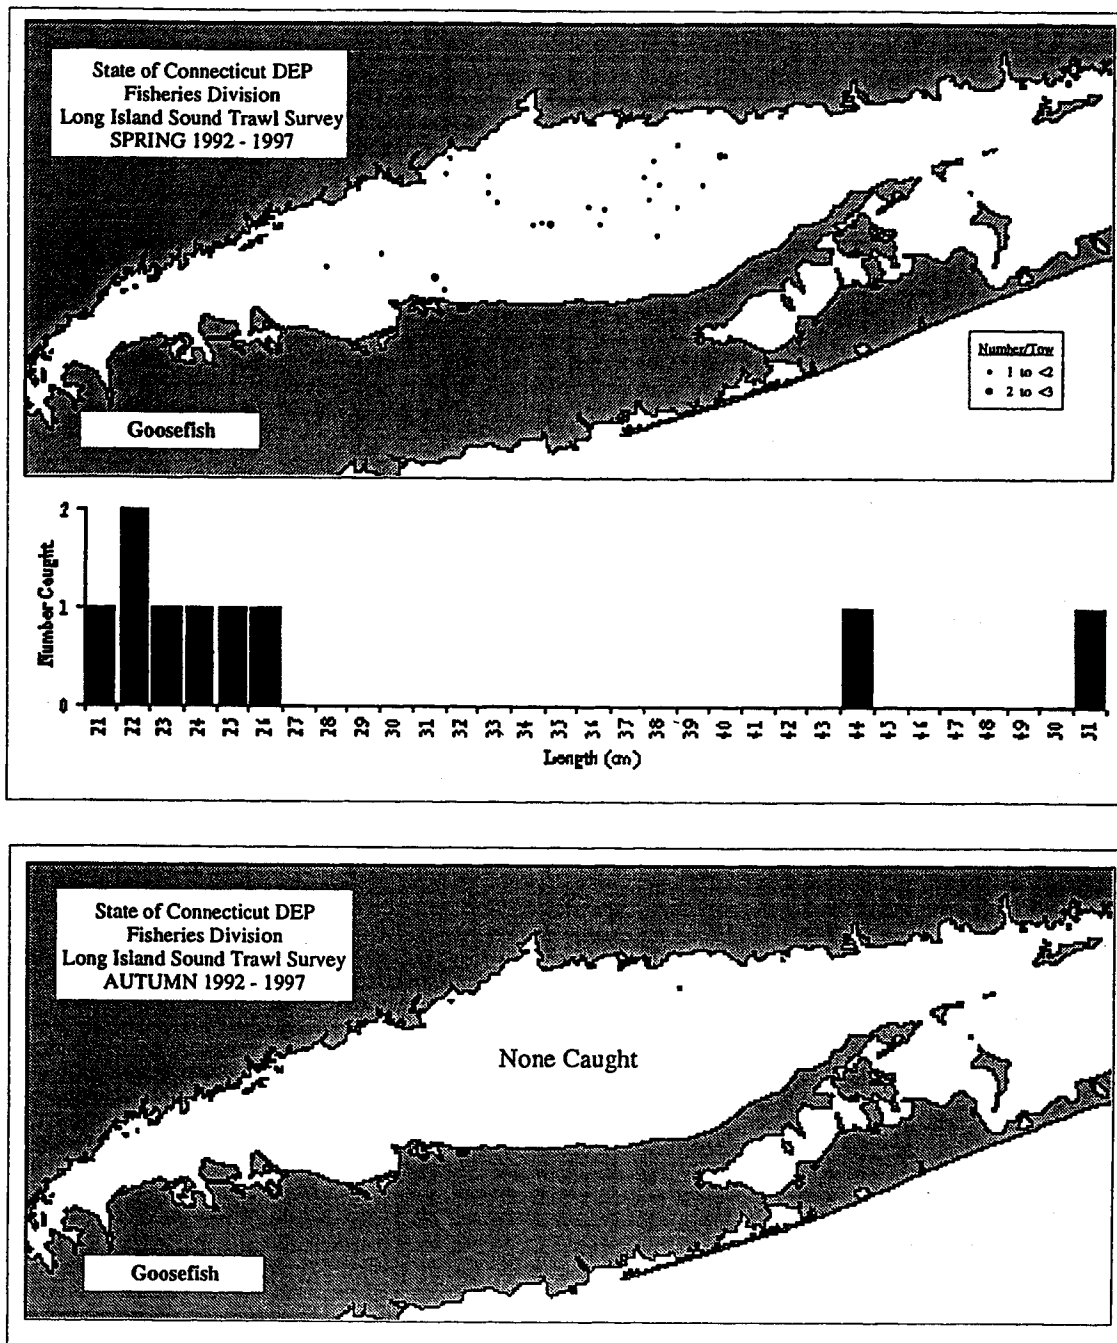 State of Connecticut DEP
Fisheries Division
Long Island Sound Trawl Survey
SPRING 1992 - 1997
Number/Tow
1 to <2
2 to <3
Goosefish
Number Caught
2
1
0
21 22 23 24 25 26 27 28 29 30 31 32 33 34 35 36 37 38 39 40 41 42 43 44 45 46 47 48 49 50 51
Length (cm)
State of Connecticut DEP
Fisheries Division
Long Island Sound Trawl Survey
AUTUMN 1992 - 1997
None Caught
Goosefish